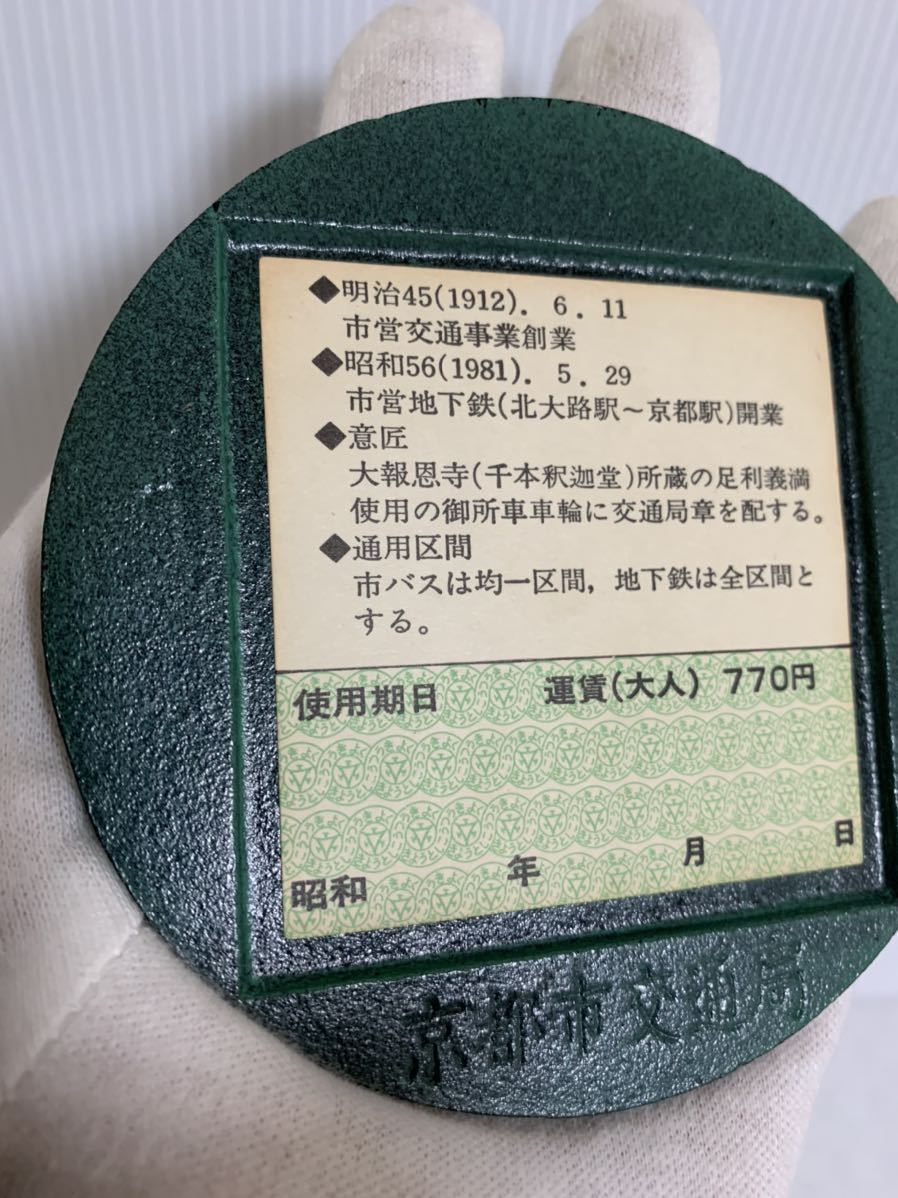 ◆明治45(1912). 6. 11
市営交通事業創業
◆昭和56(1981). 5. 29
市営地下鉄(北大路駅～京都駅)開業
◆意匠
大報恩寺(千本釈迦堂)所蔵の足利義満
使用の御所車車輪に交通局章を配する。
◆通用区間
市バスは均一区間，地下鉄は全区間と
する。
使用期日 運賃(大人) 770円
昭和 年 月 日
京都市交通局